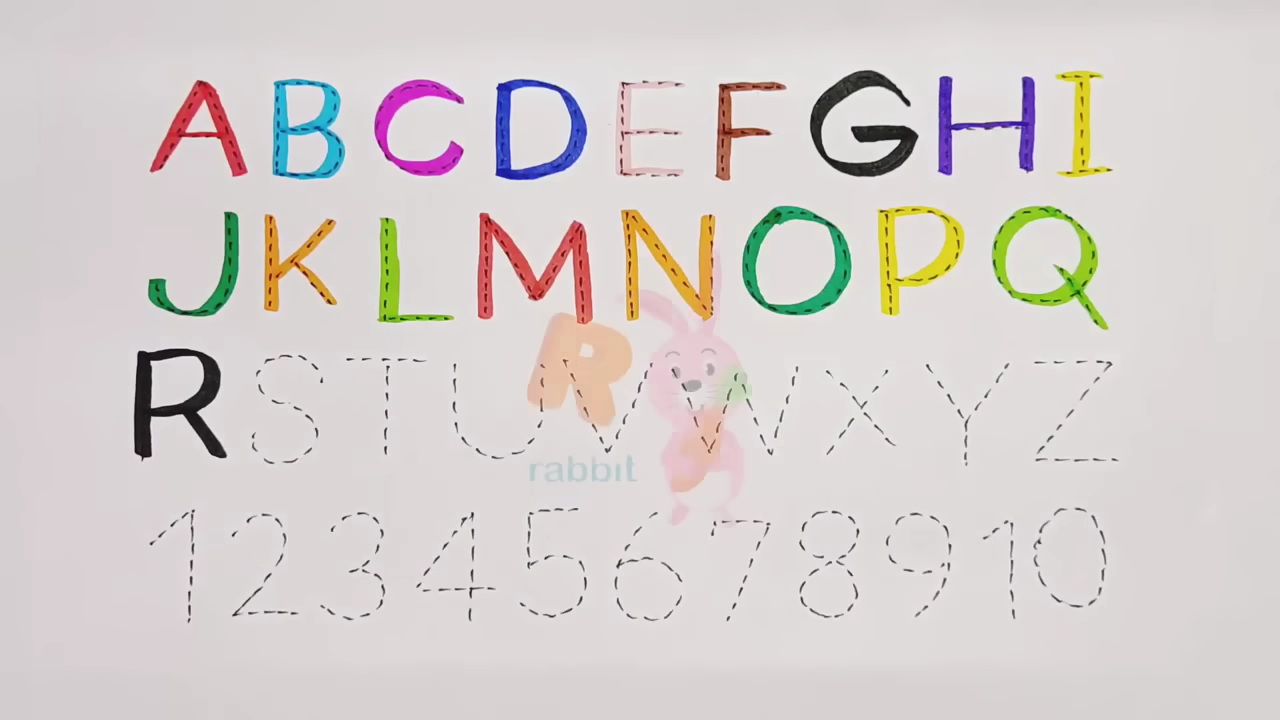 ABCDEFGHI
JKLMNOPQ
RSTUVWXYZ
R
rabbit
12345678910